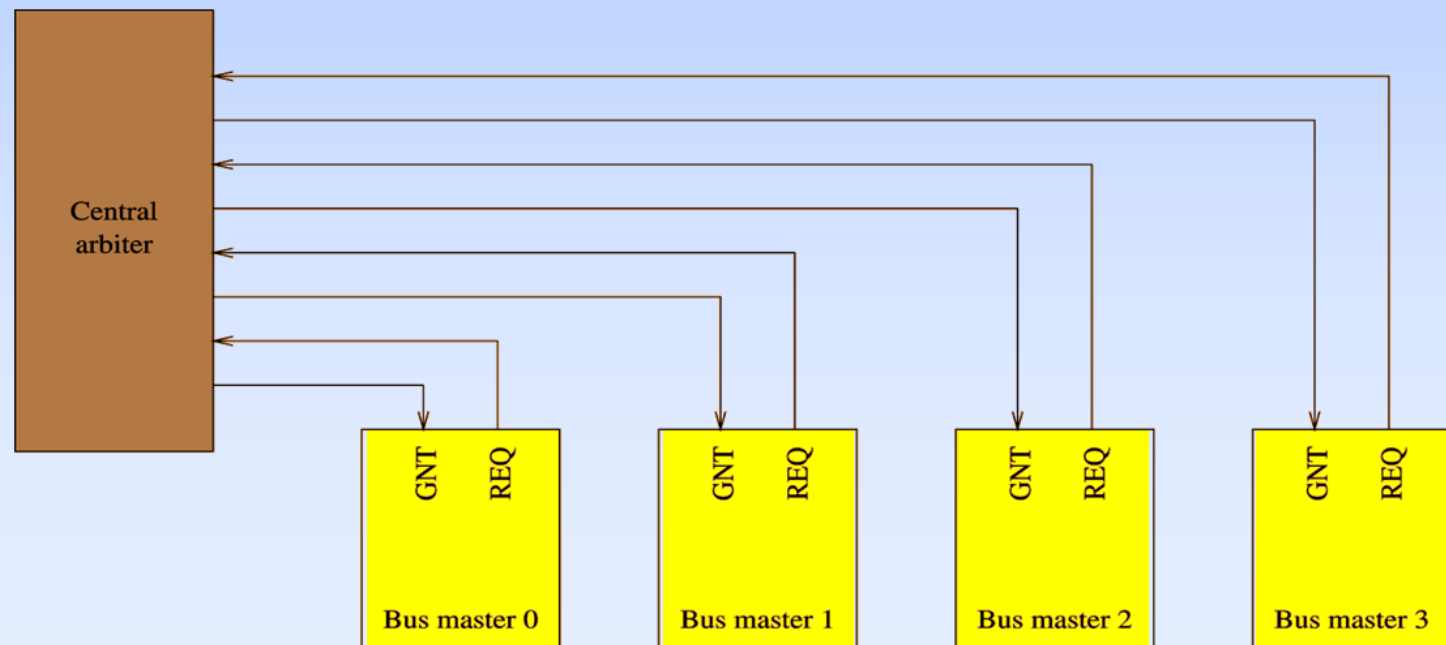 Central
arbiter
GNT
REQ
GNT
REQ
GNT
REQ
GNT
REQ
Bus master 0
Bus master 1
Bus master 2
Bus master 3